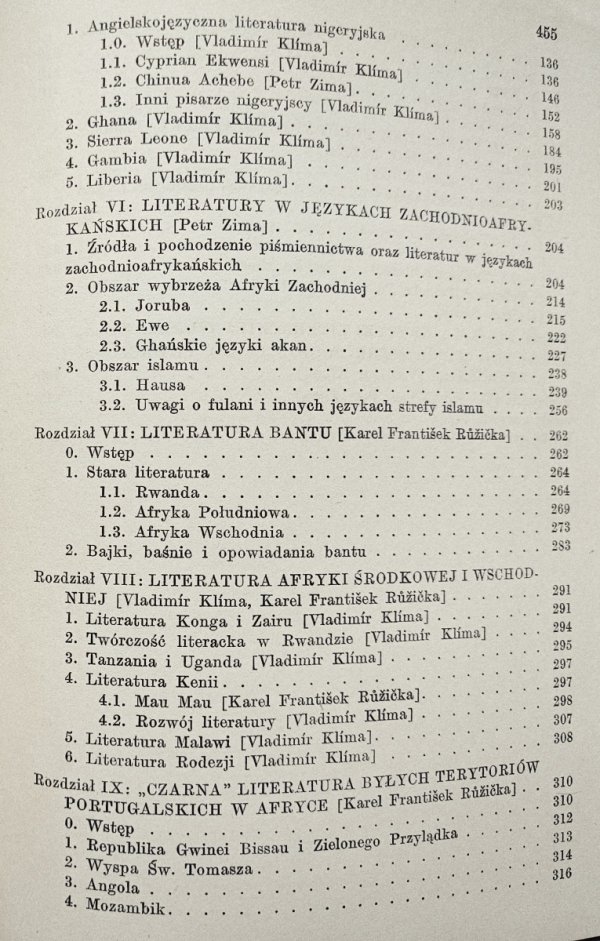 455
1. Angielskojęzyczna literatura nigeryjska . . . . . . 136
1.0. Wstęp [Vladimír Klíma] . . . . . . 136
1.1. Cyprian Ekwensi [Vladimír Klíma] . . . . . . 146
1.2. Chinua Achebe [Petr Zima] . . . . . . 152
1.3. Inni pisarze nigeryjscy [Vladimír Klíma] . . . . . . 158
2. Ghana [Vladimír Klíma] . . . . . . 184
3. Sierra Leone [Vladimír Klíma] . . . . . . 195
4. Gambia [Vladimír Klíma] . . . . . . 201
5. Liberia [Vladimír Klíma] . . . . . . 203
Rozdział VI: LITERATURY W JĘZYKACH ZACHODNIOAFRY-
KAŃSKICH [Petr Zima] . . . . . . 204
1. Źródła i pochodzenie piśmiennictwa oraz literatur w językach
zachodnioafrykańskich . . . . . . 204
2. Obszar wybrzeża Afryki Zachodniej . . . . . . 214
2.1. Joruba . . . . . . 215
2.2. Ewe . . . . . . 222
2.3. Ghańskie języki akan . . . . . . 227
3. Obszar islamu . . . . . . 238
3.1. Hausa . . . . . . 239
3.2. Uwagi o fulani i innych językach strefy islamu . . . . 256
Rozdział VII: LITERATURA BANTU [Karel František Růžička] . . 262
0. Wstęp . . . . . . 262
1. Stara literatura . . . . . . 264
1.1. Rwanda . . . . . . 264
1.2. Afryka Południowa . . . . . . 269
1.3. Afryka Wschodnia . . . . . . 273
2. Bajki, baśnie i opowiadania bantu . . . . . . 283
Rozdział VIII: LITERATURA AFRYKI ŚRODKOWEJ I WSCHOD-
NIEJ [Vladimír Klíma, Karel František Růžička] . . . . . . 291
1. Literatura Konga i Zairu [Vladimír Klíma] . . . . . . 291
2. Twórczość literacka w Rwandzie [Vladimír Klíma] . . . . . . 294
3. Tanzania i Uganda [Vladimír Klíma] . . . . . . 295
4. Literatura Kenii . . . . . . 297
4.1. Mau Mau [Karel František Růžička] . . . . . . 297
4.2. Rozwój literatury [Vladimír Klíma] . . . . . . 298
5. Literatura Malawi [Vladimír Klíma] . . . . . . 307
6. Literatura Rodezji [Vladimír Klíma] . . . . . . 308
Rozdział IX: „CZARNA” LITERATURA BYŁYCH TERYTORIÓW
PORTUGALSKICH W AFRYCE [Karel František Růžička] . . 310
0. Wstęp . . . . . . 310
1. Republika Gwinei Bissau i Zielonego Przylądka . . . . . . 312
2. Wyspa Św. Tomasza . . . . . . 313
3. Angola . . . . . . 314
4. Mozambik . . . . . . 316